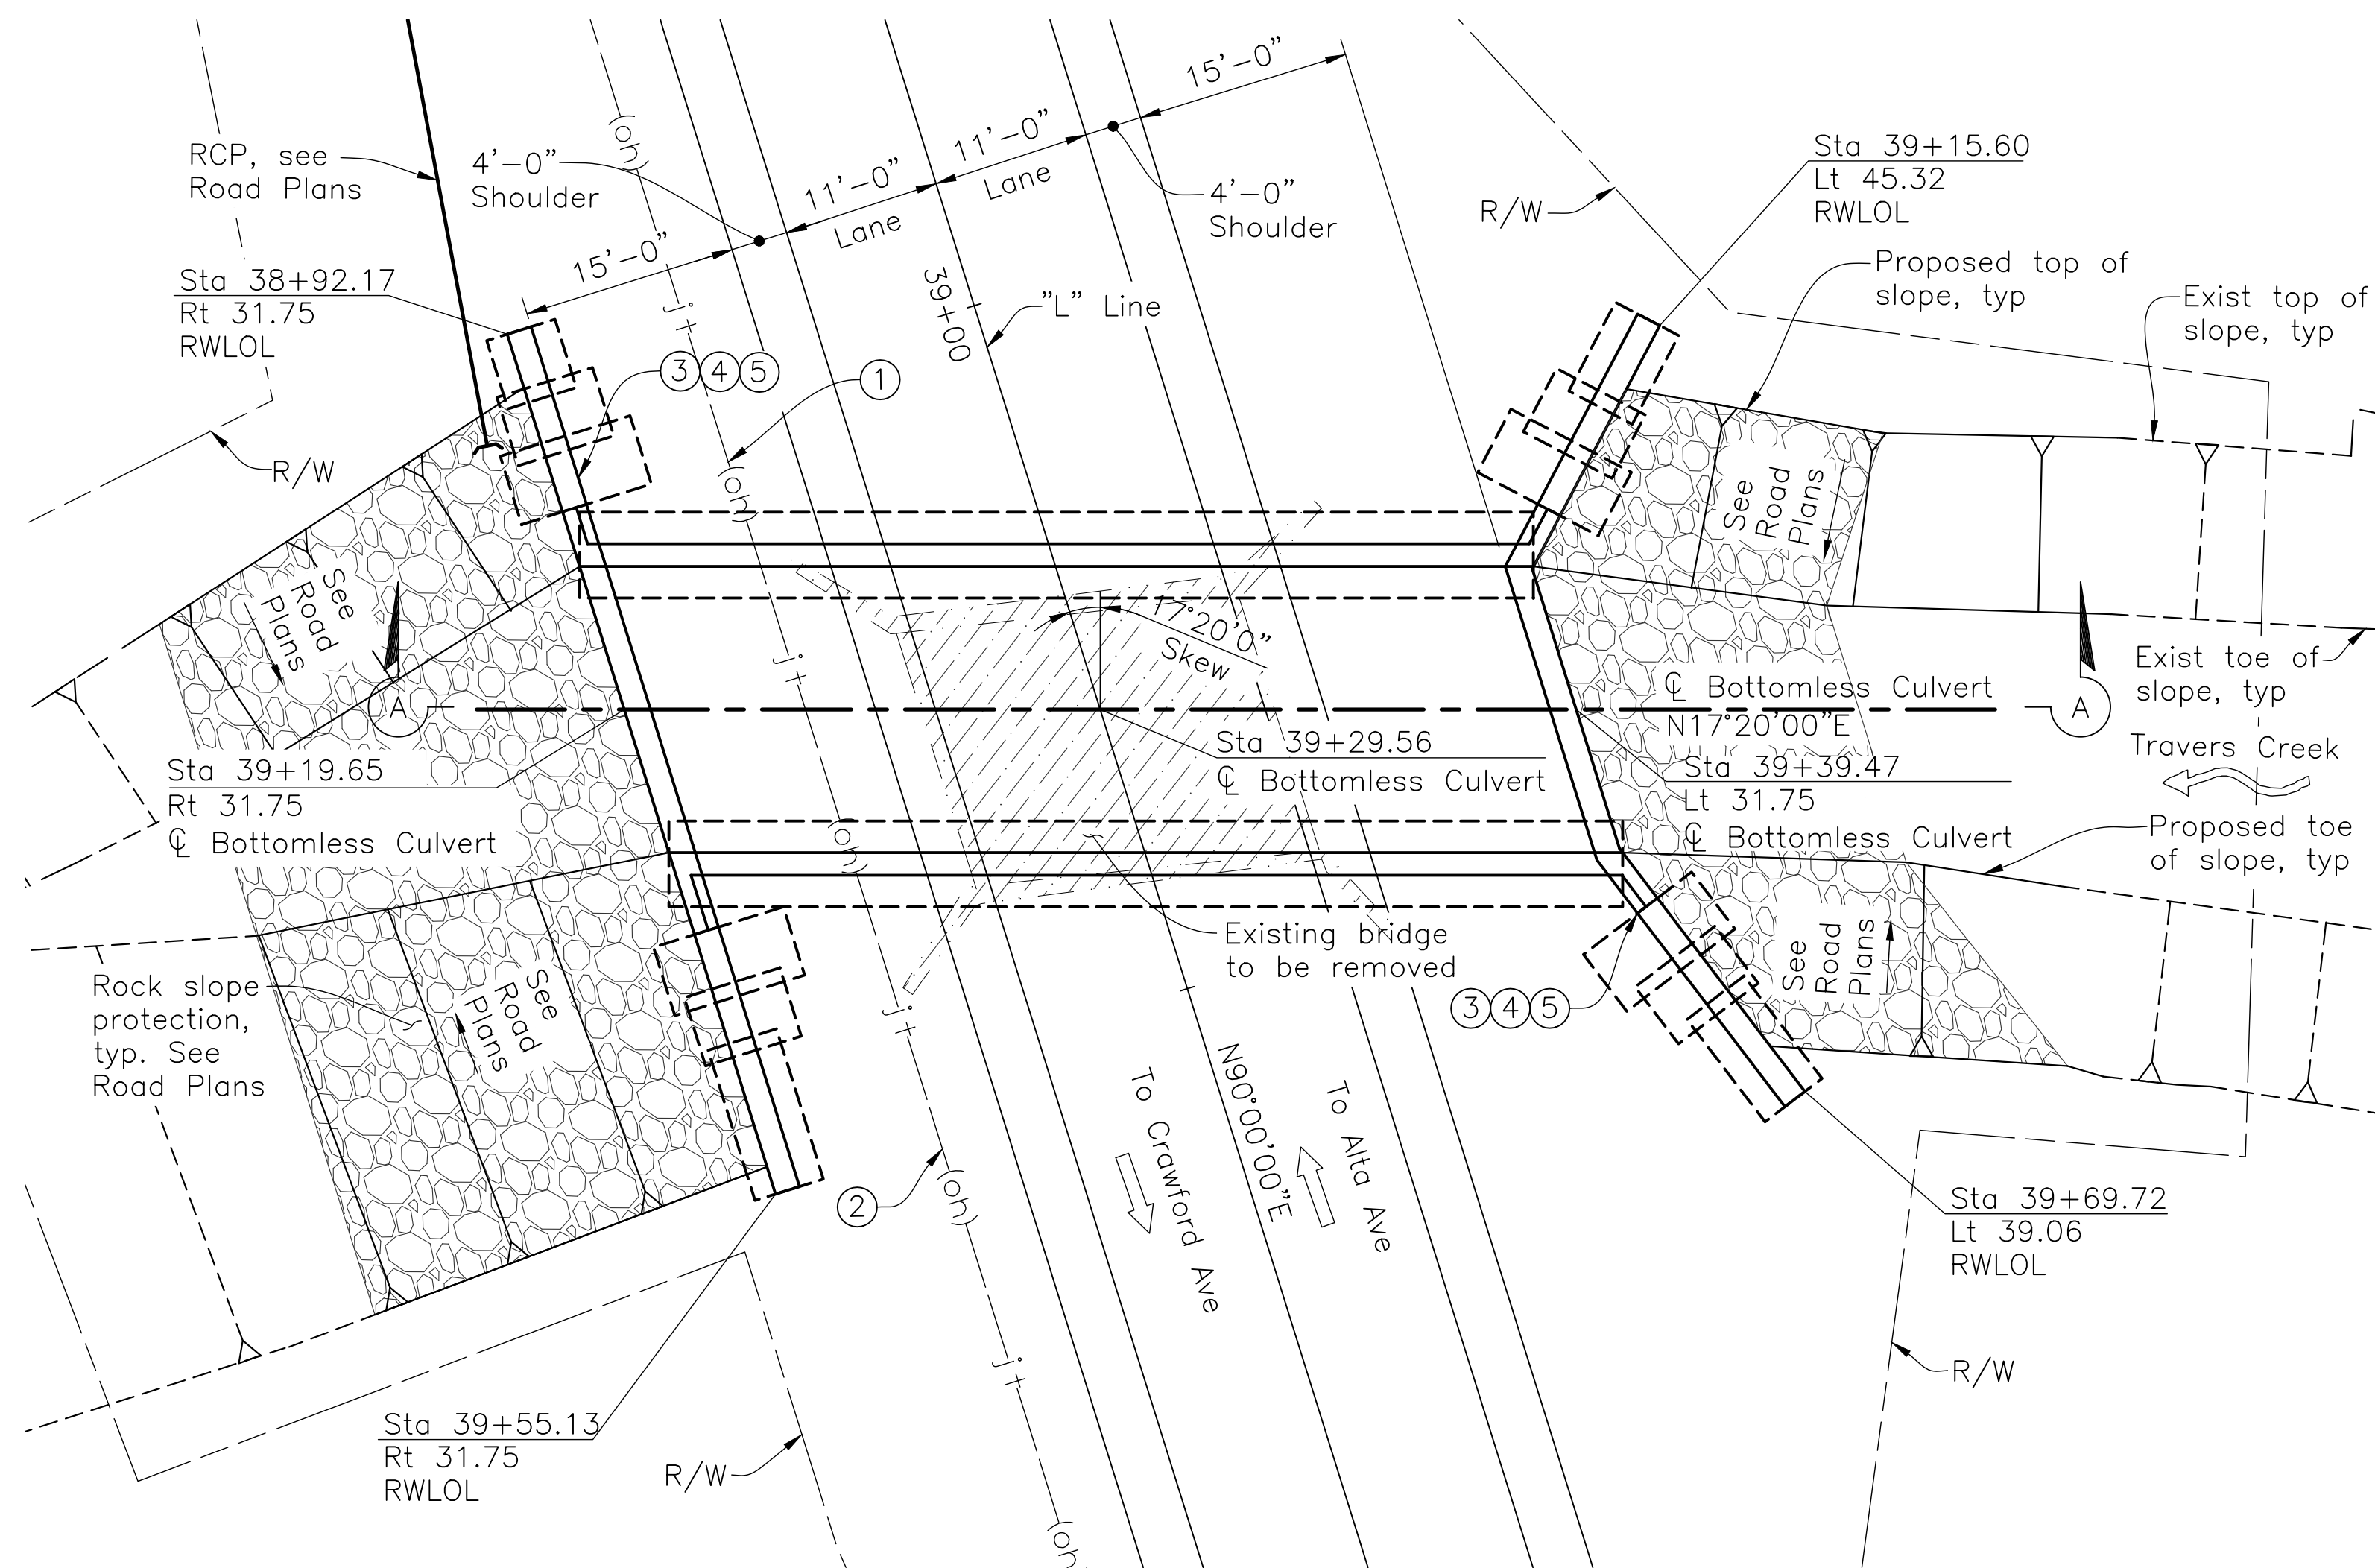 15'-0"
11'-0"
Lane
11'-0"
Lane
15'-0"
4'-0"
Shoulder
4'-0"
Shoulder
RCP, see
Road Plans
Sta 38+92.17
Rt 31.75
RWLOL
R/W
(oh)
jt
39+00
"L" Line
3 4 5
1
R/W
Sta 39+15.60
Lt 45.32
RWLOL
Proposed top of
slope, typ
Exist top of
slope, typ
See
Road
Plans
(oh)
See
Road
Plans
A
17°20'0"
Skew
jt
Exist toe of
slope, typ
℄ Bottomless Culvert
N17°20'00"E
A
Travers Creek
Sta 39+19.65
Rt 31.75
℄ Bottomless Culvert
Sta 39+29.56
℄ Bottomless Culvert
Sta 39+39.47
Lt 31.75
℄ Bottomless Culvert
(oh)
Proposed toe
of slope, typ
Existing bridge
to be removed
Rock slope
protection,
typ. See
Road Plans
See
Road
Plans
jt
3 4 5
See
Road
Plans
2
(oh)
To Crawford Ave
N90°00'00"E
To Alta Ave
Sta 39+69.72
Lt 39.06
RWLOL
jt
R/W
Sta 39+55.13
Rt 31.75
RWLOL
R/W
(oh)
15'-0"